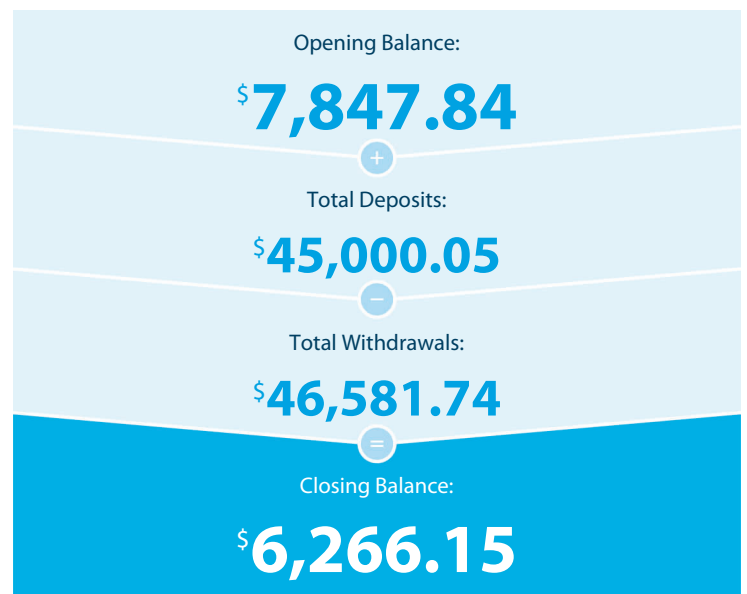 Opening Balance:
$7,847.84
+
Total Deposits:
$45,000.05
−
Total Withdrawals:
$46,581.74
=
Closing Balance:
$6,266.15